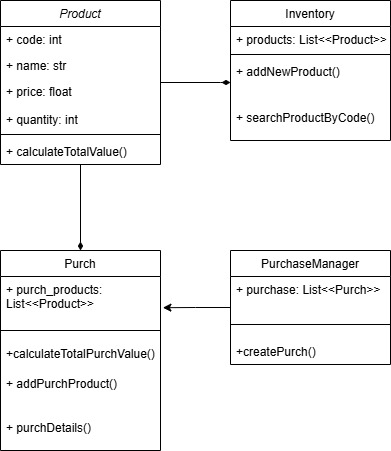 Product
+ code: int
+ name: str
+ price: float
+ quantity: int
+ calculateTotalValue()
Inventory
+ products: List<<Product>>
+ addNewProduct()
+ searchProductByCode()
Purch
+ purch_products:
List<<Product>>
+calculateTotalPurchValue()
+ addPurchProduct()
+ purchDetails()
PurchaseManager
+ purchase: List<<Purch>>
+createPurch()